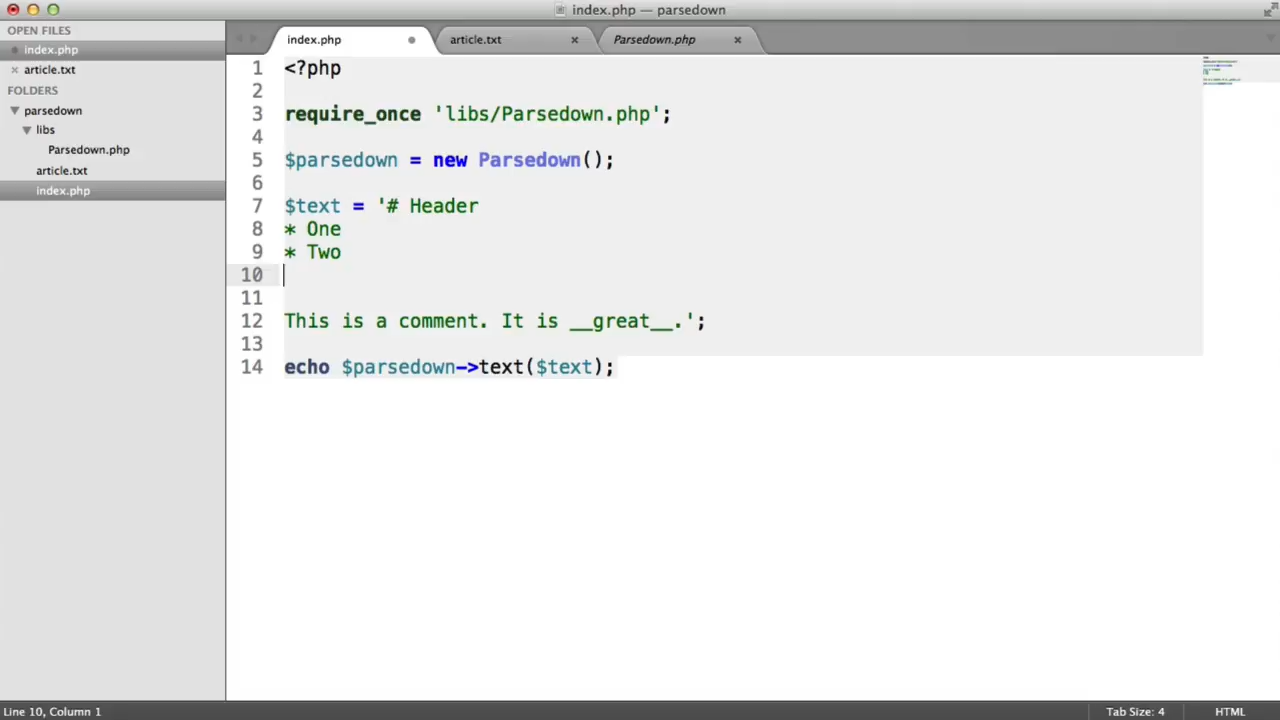 index.php — parsedown
OPEN FILES
index.php
article.txt
FOLDERS
parsedown
libs
Parsedown.php
article.txt
index.php
index.php
article.txt
Parsedown.php
1 <?php
2
3 require_once 'libs/Parsedown.php';
4
5 $parsedown = new Parsedown();
6
7 $text = '# Header
8 * One
9 * Two
10
11
12 This is a comment. It is __great__.';
13
14 echo $parsedown->text($text);
Line 10, Column 1
Tab Size: 4
HTML